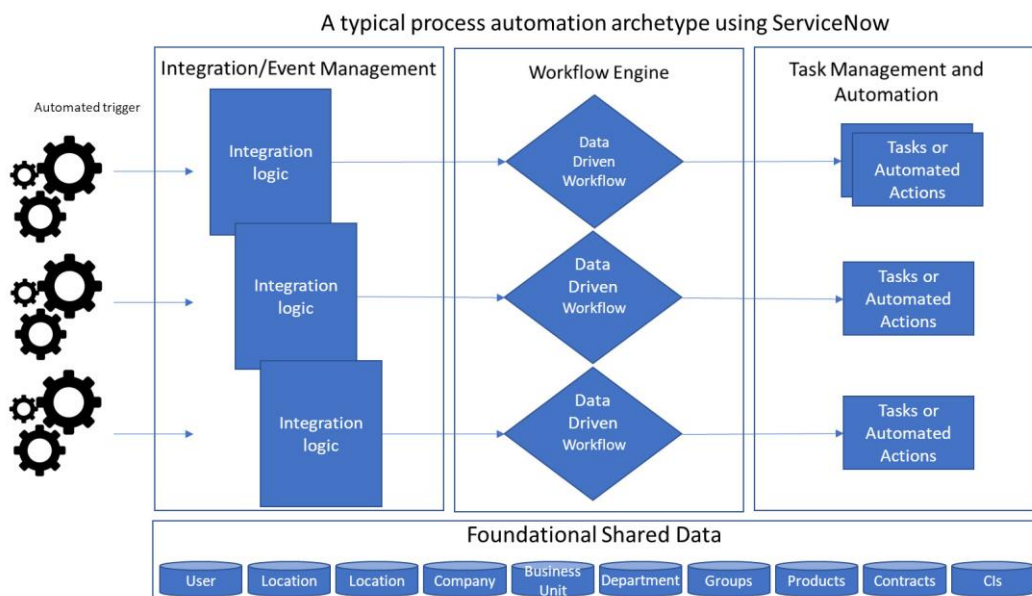 A typical process automation archetype using ServiceNow
Integration/Event Management
Workflow Engine
Task Management and
Automation
Automated trigger
Integration
logic
Data
Driven
Workflow
Tasks or
Automated
Actions
Integration
logic
Data
Driven
Workflow
Tasks or
Automated
Actions
Integration
logic
Data
Driven
Workflow
Tasks or
Automated
Actions
Foundational Shared Data
User
Location
Location
Company
Business
Unit
Department
Groups
Products
Contracts
CIs